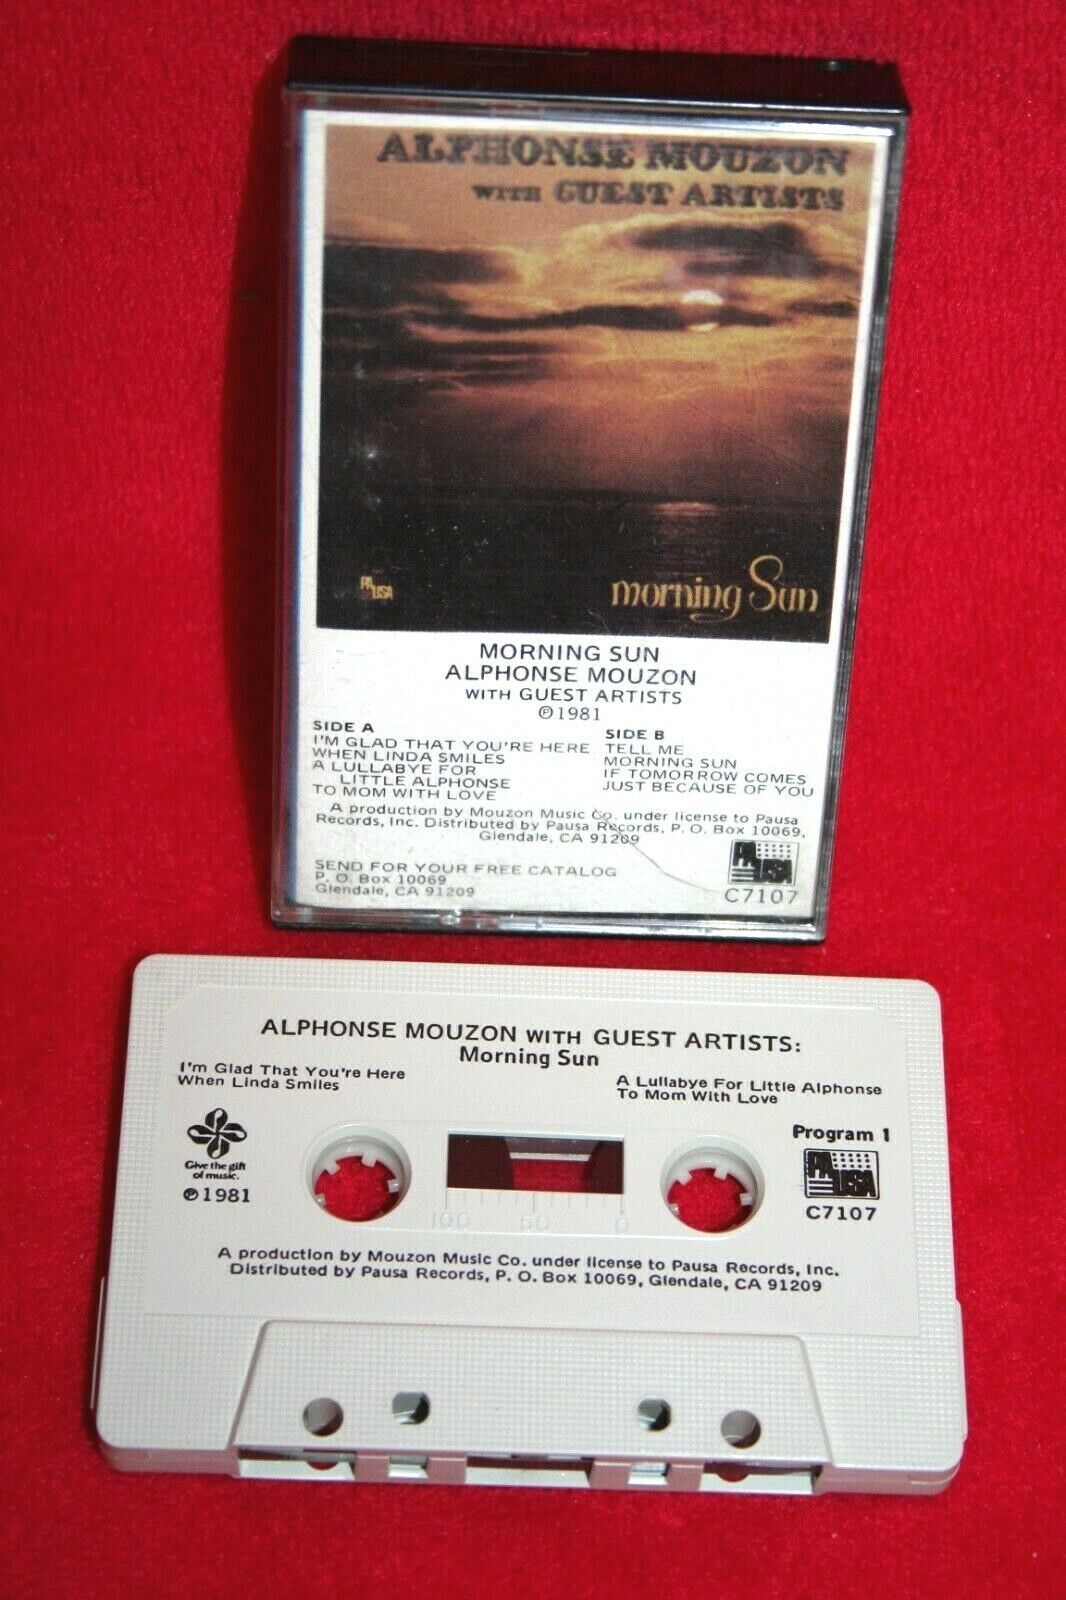 ALPHONSE MOUZON
WITH GUEST ARTISTS
PA
USA
morning Sun
MORNING SUN
ALPHONSE MOUZON
WITH GUEST ARTISTS
℗1981
SIDE A
I'M GLAD THAT YOU'RE HERE
WHEN LINDA SMILES
A LULLABYE FOR
LITTLE ALPHONSE
TO MOM WITH LOVE
SIDE B
TELL ME
MORNING SUN
IF TOMORROW COMES
JUST BECAUSE OF YOU
A production by Mouzon Music Co. under license to Pausa
Records, Inc. Distributed by Pausa Records, P. O. Box 10069,
Glendale, CA 91209
SEND FOR YOUR FREE CATALOG
P. O. Box 10069
Glendale, CA 91209
PA
USA
C7107
ALPHONSE MOUZON WITH GUEST ARTISTS:
Morning Sun
I'm Glad That You're Here
When Linda Smiles
A Lullabye For Little Alphonse
To Mom With Love
Give the gift
of music.
℗1981
Program 1
PA
USA
C7107
100 50 0
A production by Mouzon Music Co. under license to Pausa Records, Inc.
Distributed by Pausa Records, P. O. Box 10069, Glendale, CA 91209